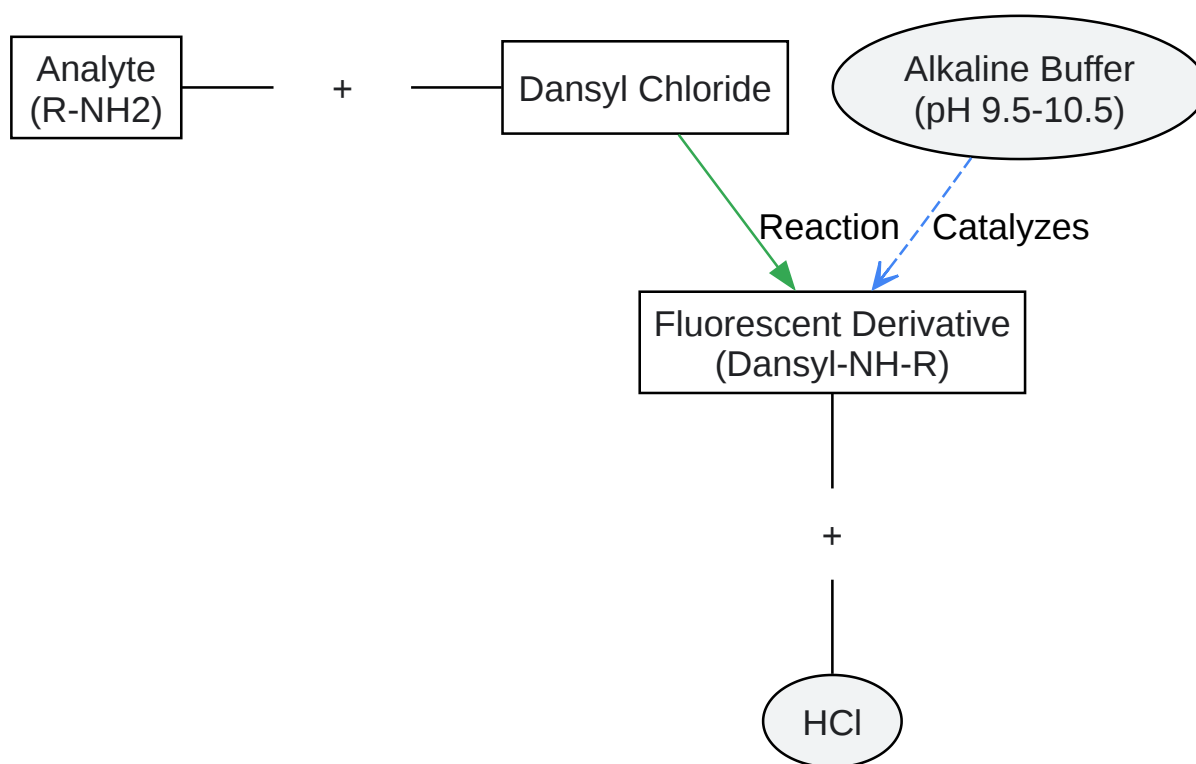 Analyte
(R-NH2)
+
Dansyl Chloride
Alkaline Buffer
(pH 9.5-10.5)
Reaction
Catalyzes
Fluorescent Derivative
(Dansyl-NH-R)
+
HCl